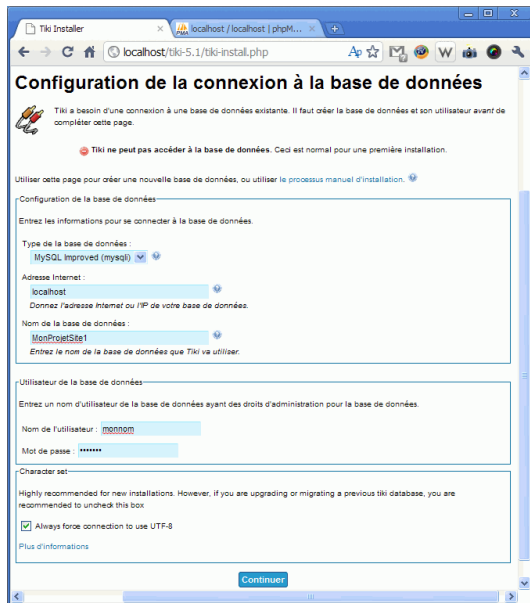 Tiki Installer
localhost / localhost | phpM...
localhost/tiki-5.1/tiki-install.php
Configuration de la connexion à la base de données
Tiki a besoin d'une connexion à une base de données existante. Il faut créer la base de données et son utilisateur avant de
compléter cette page.
Tiki ne peut pas accéder à la base de données. Ceci est normal pour une première installation.
Utiliser cette page pour créer une nouvelle base de données, ou utiliser le processus manuel d'installation.
Configuration de la base de données
Entrez les informations pour se connecter à la base de données.
Type de la base de données :
MySQL Improved (mysqli)
Adresse Internet :
localhost
Donnez l'adresse Internet ou l'IP de votre base de données.
Nom de la base de données :
MonProjetSite1
Entrez le nom de la base de données que Tiki va utiliser.
Utilisateur de la base de données
Entrez un nom d'utilisateur de la base de données ayant des droits d'administration pour la base de données.
Nom de l'utilisateur : monnom
Mot de passe : •••••••
Character set
Highly recommended for new installations. However, if you are upgrading or migrating a previous tiki database, you are
recommended to uncheck this box
Always force connection to use UTF-8
Plus d'informations
Continuer